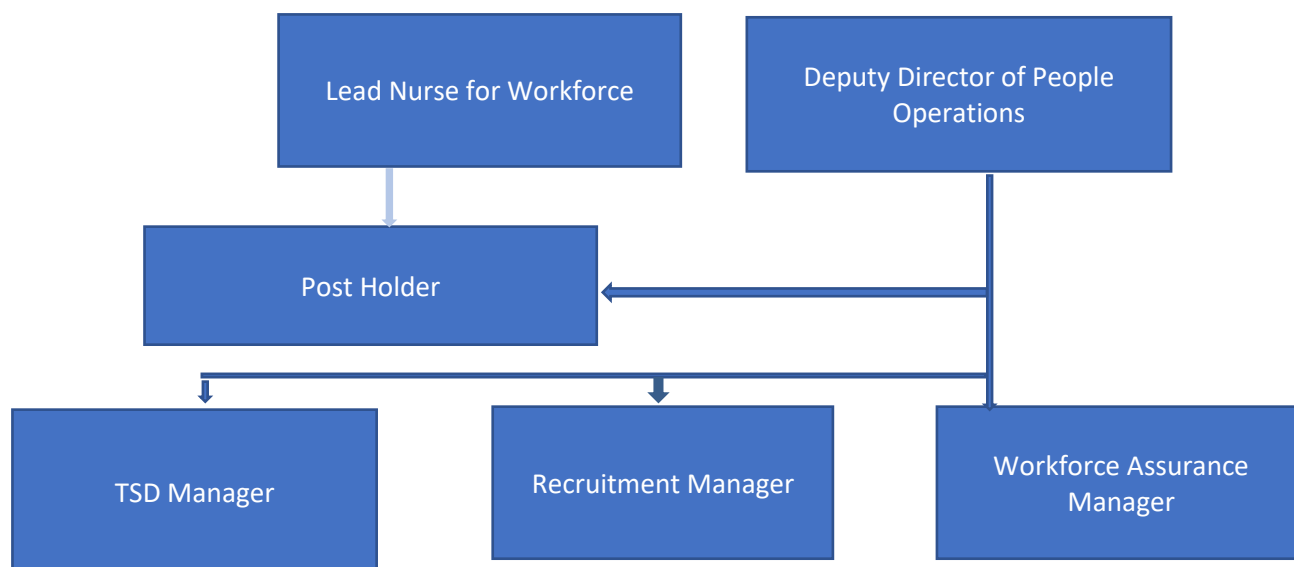 Lead Nurse for Workforce
Deputy Director of People
Operations
Post Holder
TSD Manager
Recruitment Manager
Workforce Assurance
Manager